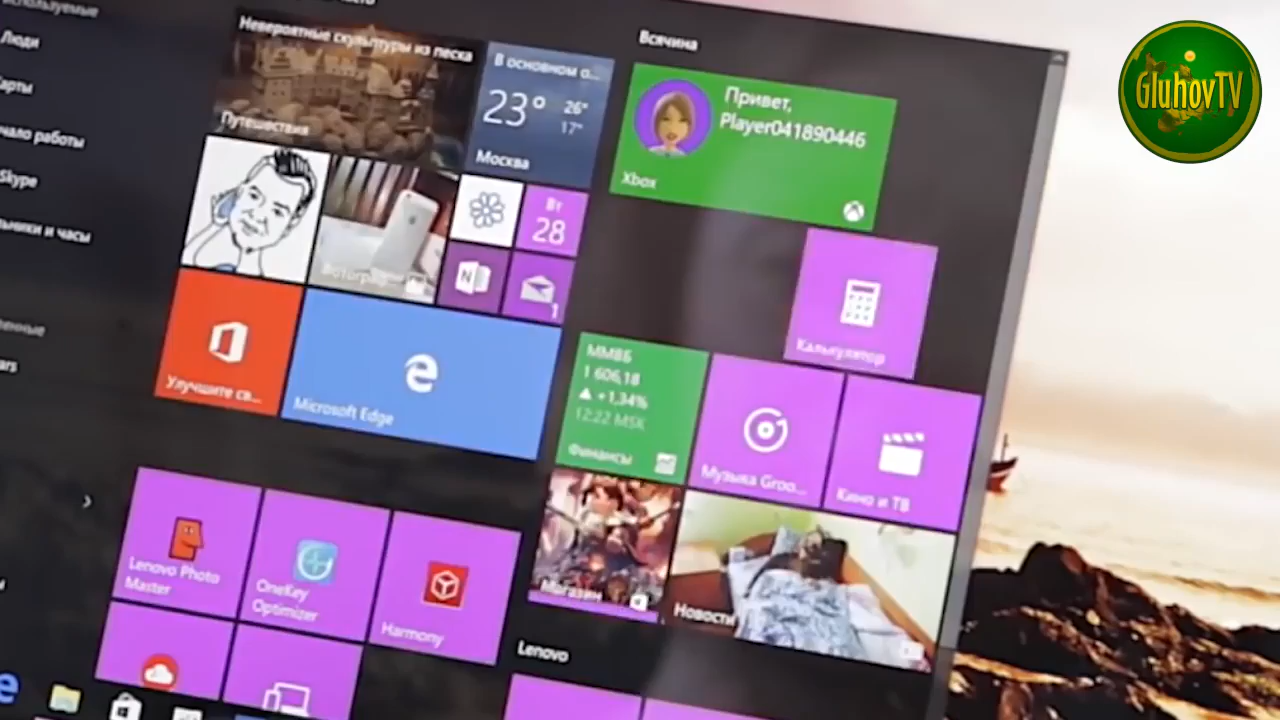 Люди
Skype
Невероятные скульптуры из песка
Путешествия
В основном о...
23°
26°
17°
Москва
Вт
28
1
Улучшите св...
Microsoft Edge
Всячина
Привет,
Player041890446
Xbox
Калькулятор
ММВБ
1 606,18
▲ +1,34%
12:22 MSK
Финансы
Музыка Groo...
Кино и ТВ
Магазин
Новости
Lenovo Photo
Master
OneKey
Optimizer
Harmony
Lenovo
GluhovTV